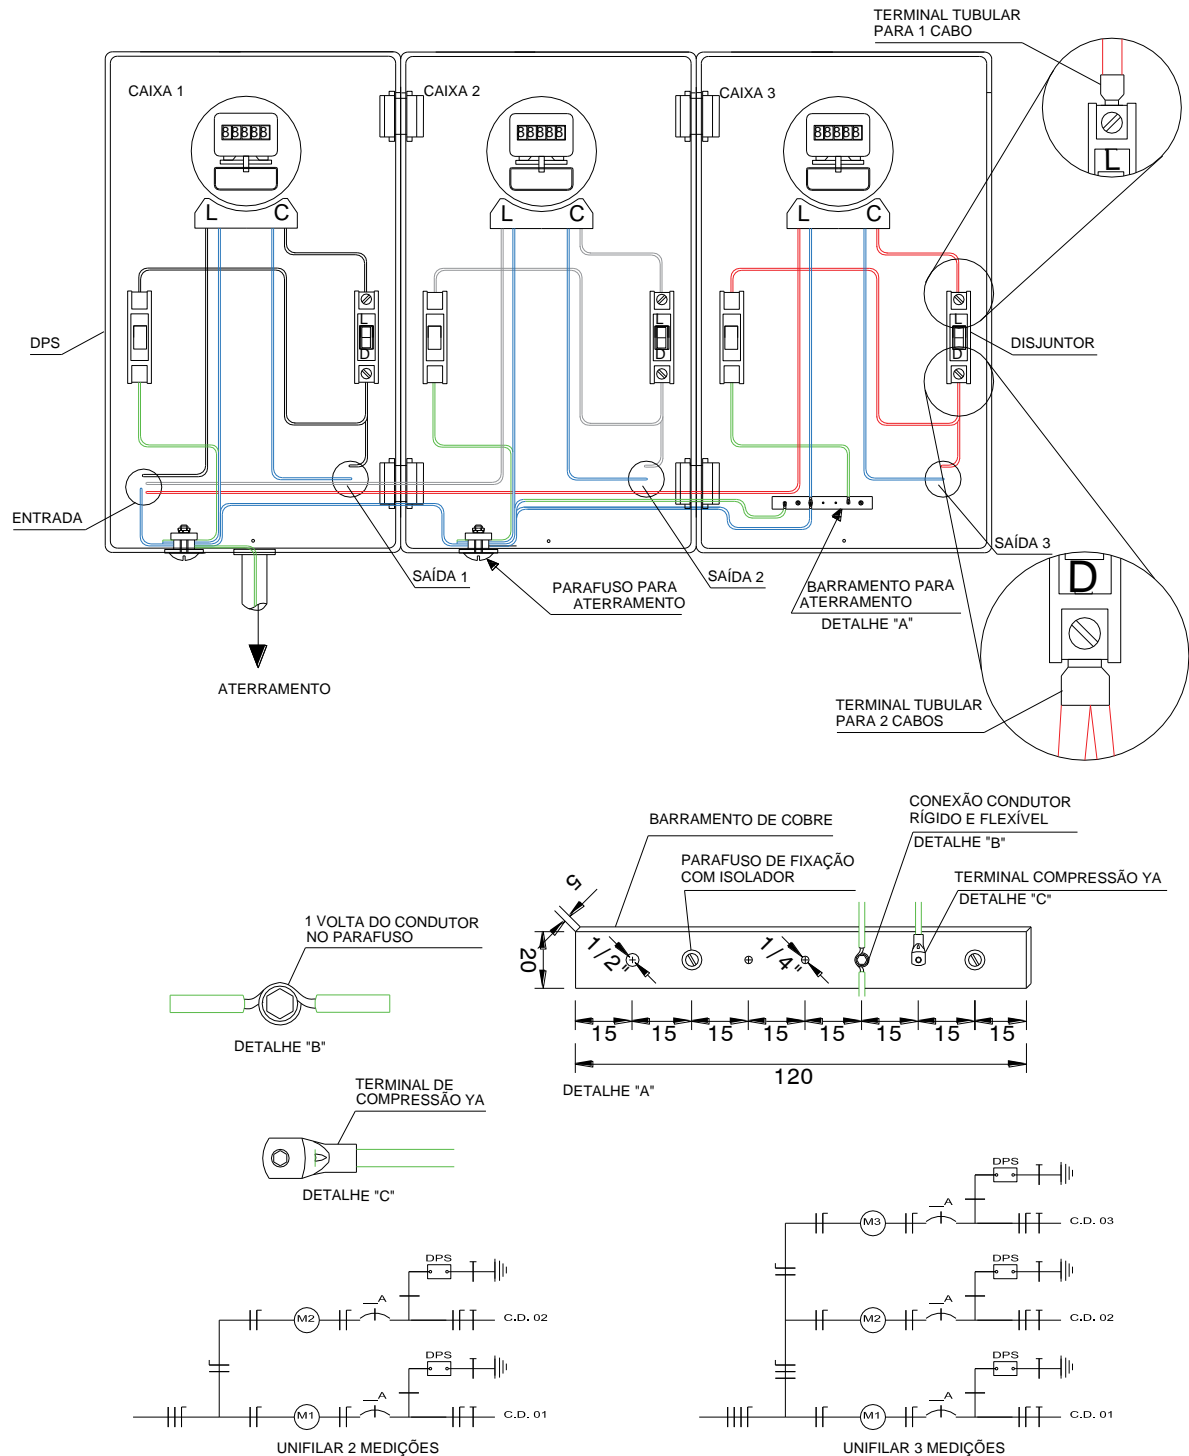 TERMINAL TUBULAR
PARA 1 CABO
CAIXA 1
CAIXA 2
CAIXA 3
88888
88888
88888
L
L C
L C
L C
L
L
L
D
D
D
DPS
DISJUNTOR
ENTRADA
SAÍDA 1
PARAFUSO PARA
ATERRAMENTO
SAÍDA 2
BARRAMENTO PARA
ATERRAMENTO
DETALHE "A"
SAÍDA 3
D
ATERRAMENTO
TERMINAL TUBULAR
PARA 2 CABOS
BARRAMENTO DE COBRE
CONEXÃO CONDUTOR
RÍGIDO E FLEXÍVEL
DETALHE "B"
PARAFUSO DE FIXAÇÃO
COM ISOLADOR
TERMINAL COMPRESSÃO YA
DETALHE "C"
5
20
1/2"
1/4"
15 15 15 15 15 15 15 15
120
DETALHE "A"
1 VOLTA DO CONDUTOR
NO PARAFUSO
DETALHE "B"
TERMINAL DE
COMPRESSÃO YA
DETALHE "C"
DPS
M2
A
C.D. 02
DPS
M1
A
C.D. 01
UNIFILAR 2 MEDIÇÕES
DPS
M3
A
C.D. 03
DPS
M2
A
C.D. 02
DPS
M1
A
C.D. 01
UNIFILAR 3 MEDIÇÕES